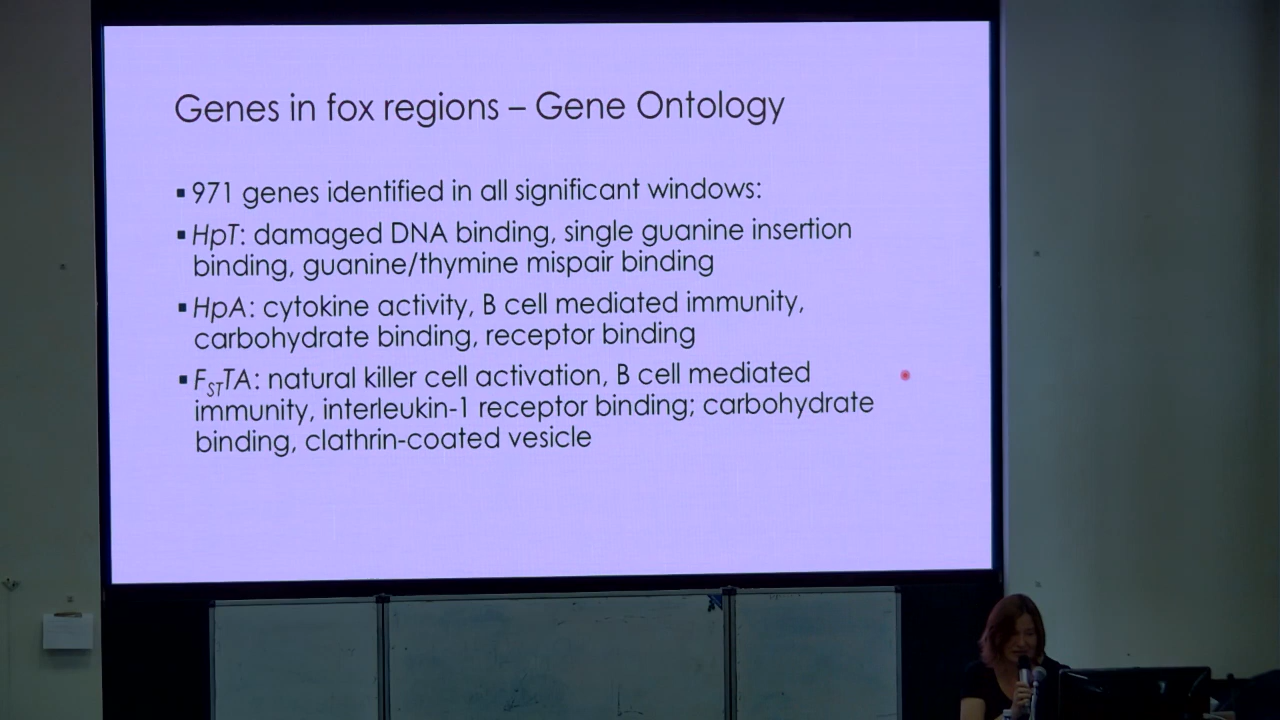 Genes in fox regions – Gene Ontology
▪ 971 genes identified in all significant windows:
▪ HpT: damaged DNA binding, single guanine insertion
binding, guanine/thymine mispair binding
▪ HpA: cytokine activity, B cell mediated immunity,
carbohydrate binding, receptor binding
▪ FSTTA: natural killer cell activation, B cell mediated
immunity, interleukin-1 receptor binding; carbohydrate
binding, clathrin-coated vesicle